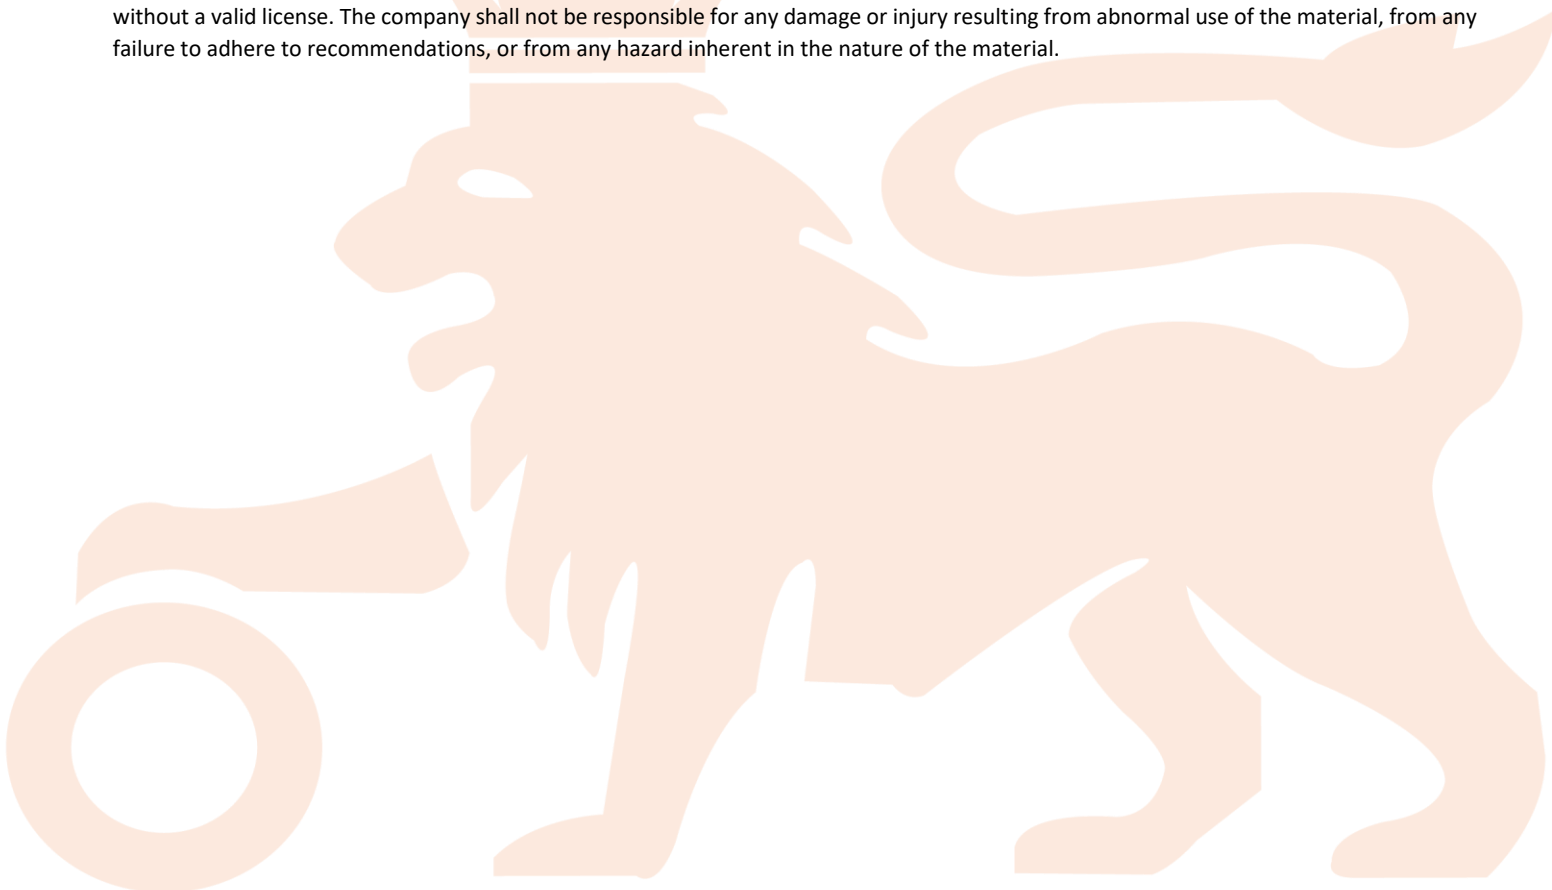 without a valid license. The company shall not be responsible for any damage or injury resulting from abnormal use of the material, from any
failure to adhere to recommendations, or from any hazard inherent in the nature of the material.